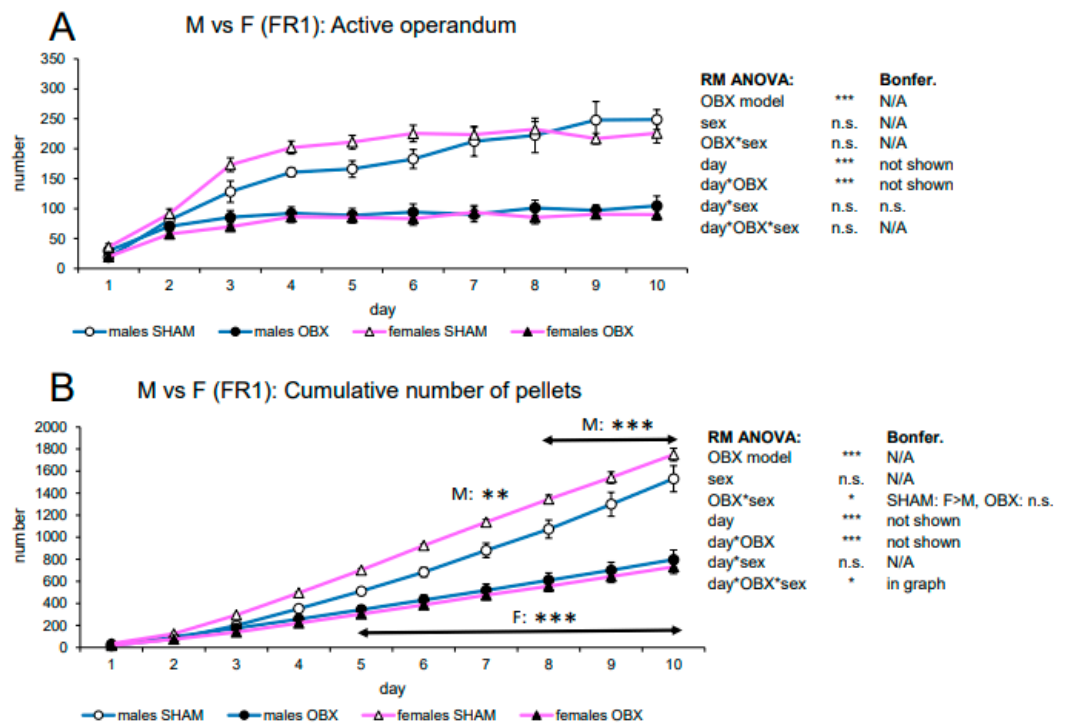 A
M vs F (FR1): Active operandum
350
300
250
200
150
100
50
0
number
1 2 3 4 5 6 7 8 9 10
day
males SHAM males OBX females SHAM females OBX
RM ANOVA: Bonfer.
OBX model *** N/A
sex n.s. N/A
OBX*sex n.s. N/A
day *** not shown
day*OBX *** not shown
day*sex n.s. n.s.
day*OBX*sex n.s. N/A
B
M vs F (FR1): Cumulative number of pellets
2000
1800
1600
1400
1200
1000
800
600
400
200
0
number
M: ***
M: **
F: ***
1 2 3 4 5 6 7 8 9 10
day
males SHAM males OBX females SHAM females OBX
RM ANOVA: Bonfer.
OBX model *** N/A
sex n.s. N/A
OBX*sex * SHAM: F>M, OBX: n.s.
day *** not shown
day*OBX *** not shown
day*sex n.s. N/A
day*OBX*sex * in graph